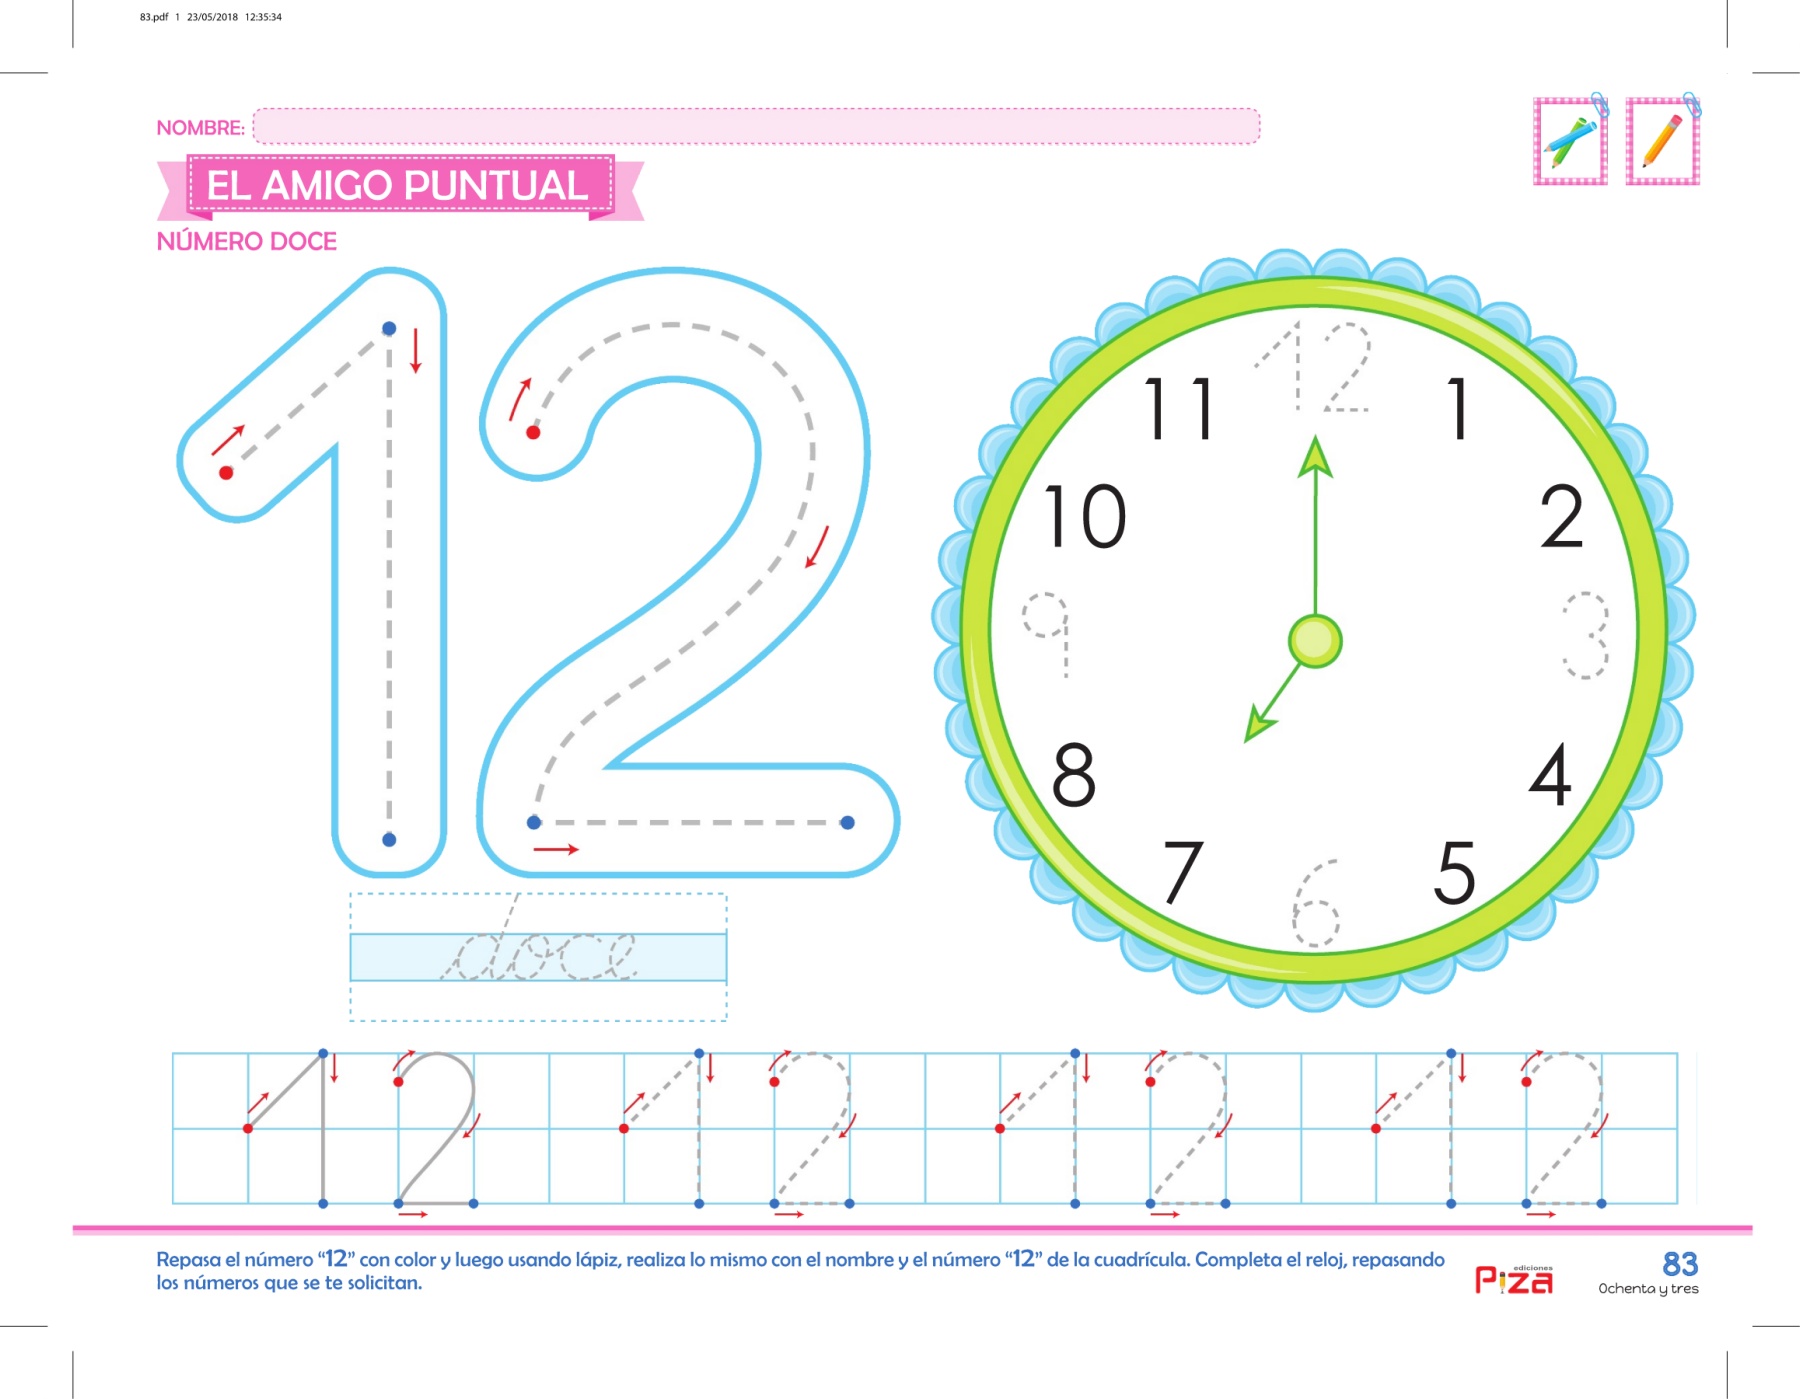 83.pdf 1 23/05/2018 12:35:34
NOMBRE:
EL AMIGO PUNTUAL
NÚMERO DOCE
12
12
11 1
10 2
9 3
8 4
7 5
6
doce
12 12 12 12
Repasa el número “12” con color y luego usando lápiz, realiza lo mismo con el nombre y el número “12” de la cuadrícula. Completa el reloj, repasando
los números que se te solicitan.
ediciones
Piza
83
Ochenta y tres